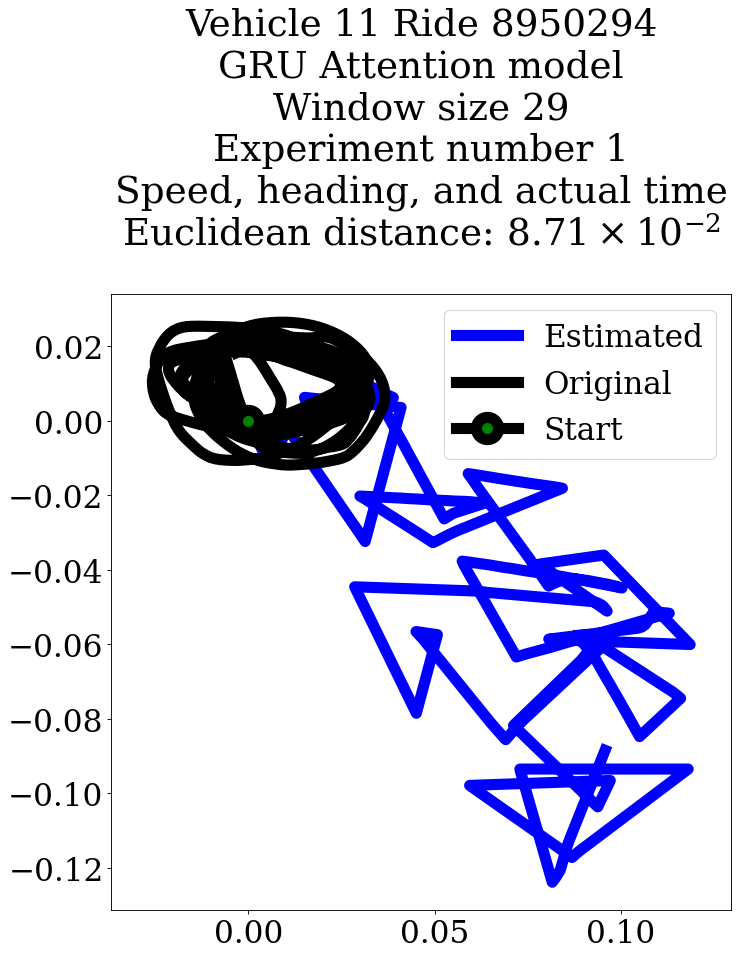 Vehicle 11 Ride 8950294
GRU Attention model
Window size 29
Experiment number 1
Speed, heading, and actual time
Euclidean distance: 8.71 × 10⁻²
Estimated
Original
Start
0.02
0.00
−0.02
−0.04
−0.06
−0.08
−0.10
−0.12
0.00
0.05
0.10